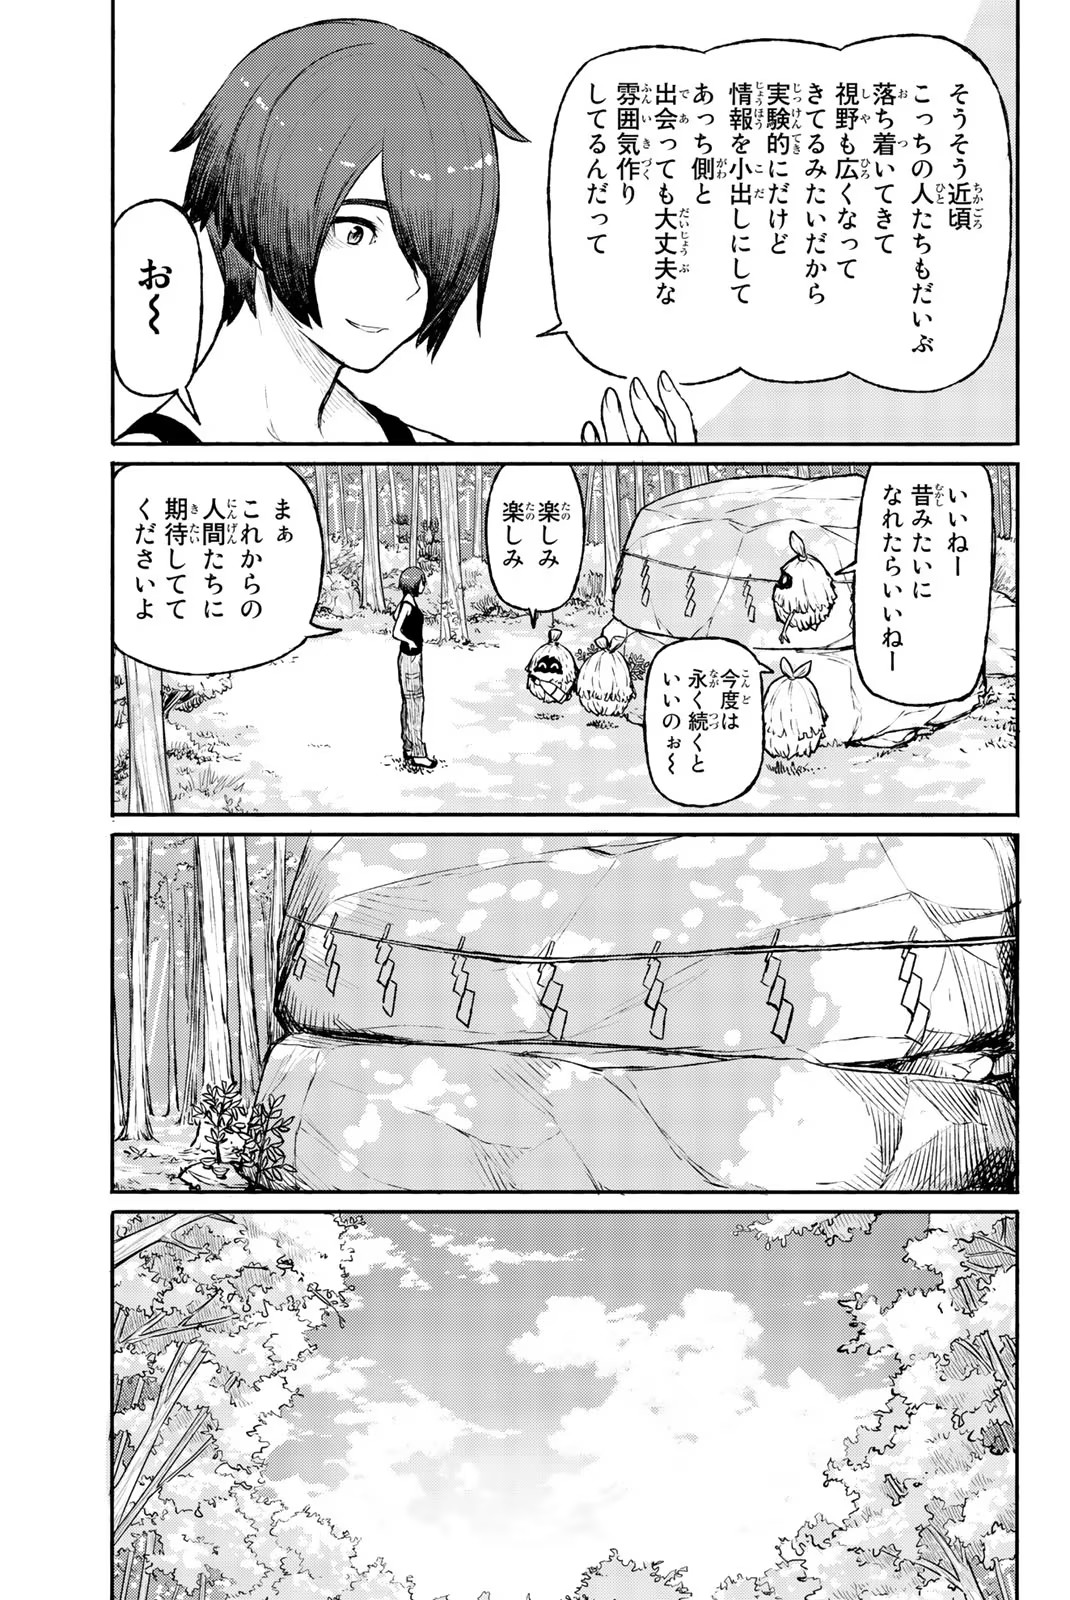 そうそう近頃
こっちの人たちもだいぶ
落ち着いてきて
視野も広くなって
きてるみたいだから
実験的にだけど
情報を小出しにして
あっち側と
出会っても大丈夫な
雰囲気作り
してるんだって
お〜
いいねー
昔みたいに
なれたらいいねー
今度は
永く続くと
いいのぉ〜
楽しみ
楽しみ
まぁ
これからの
人間たちに
期待してて
くださいよ